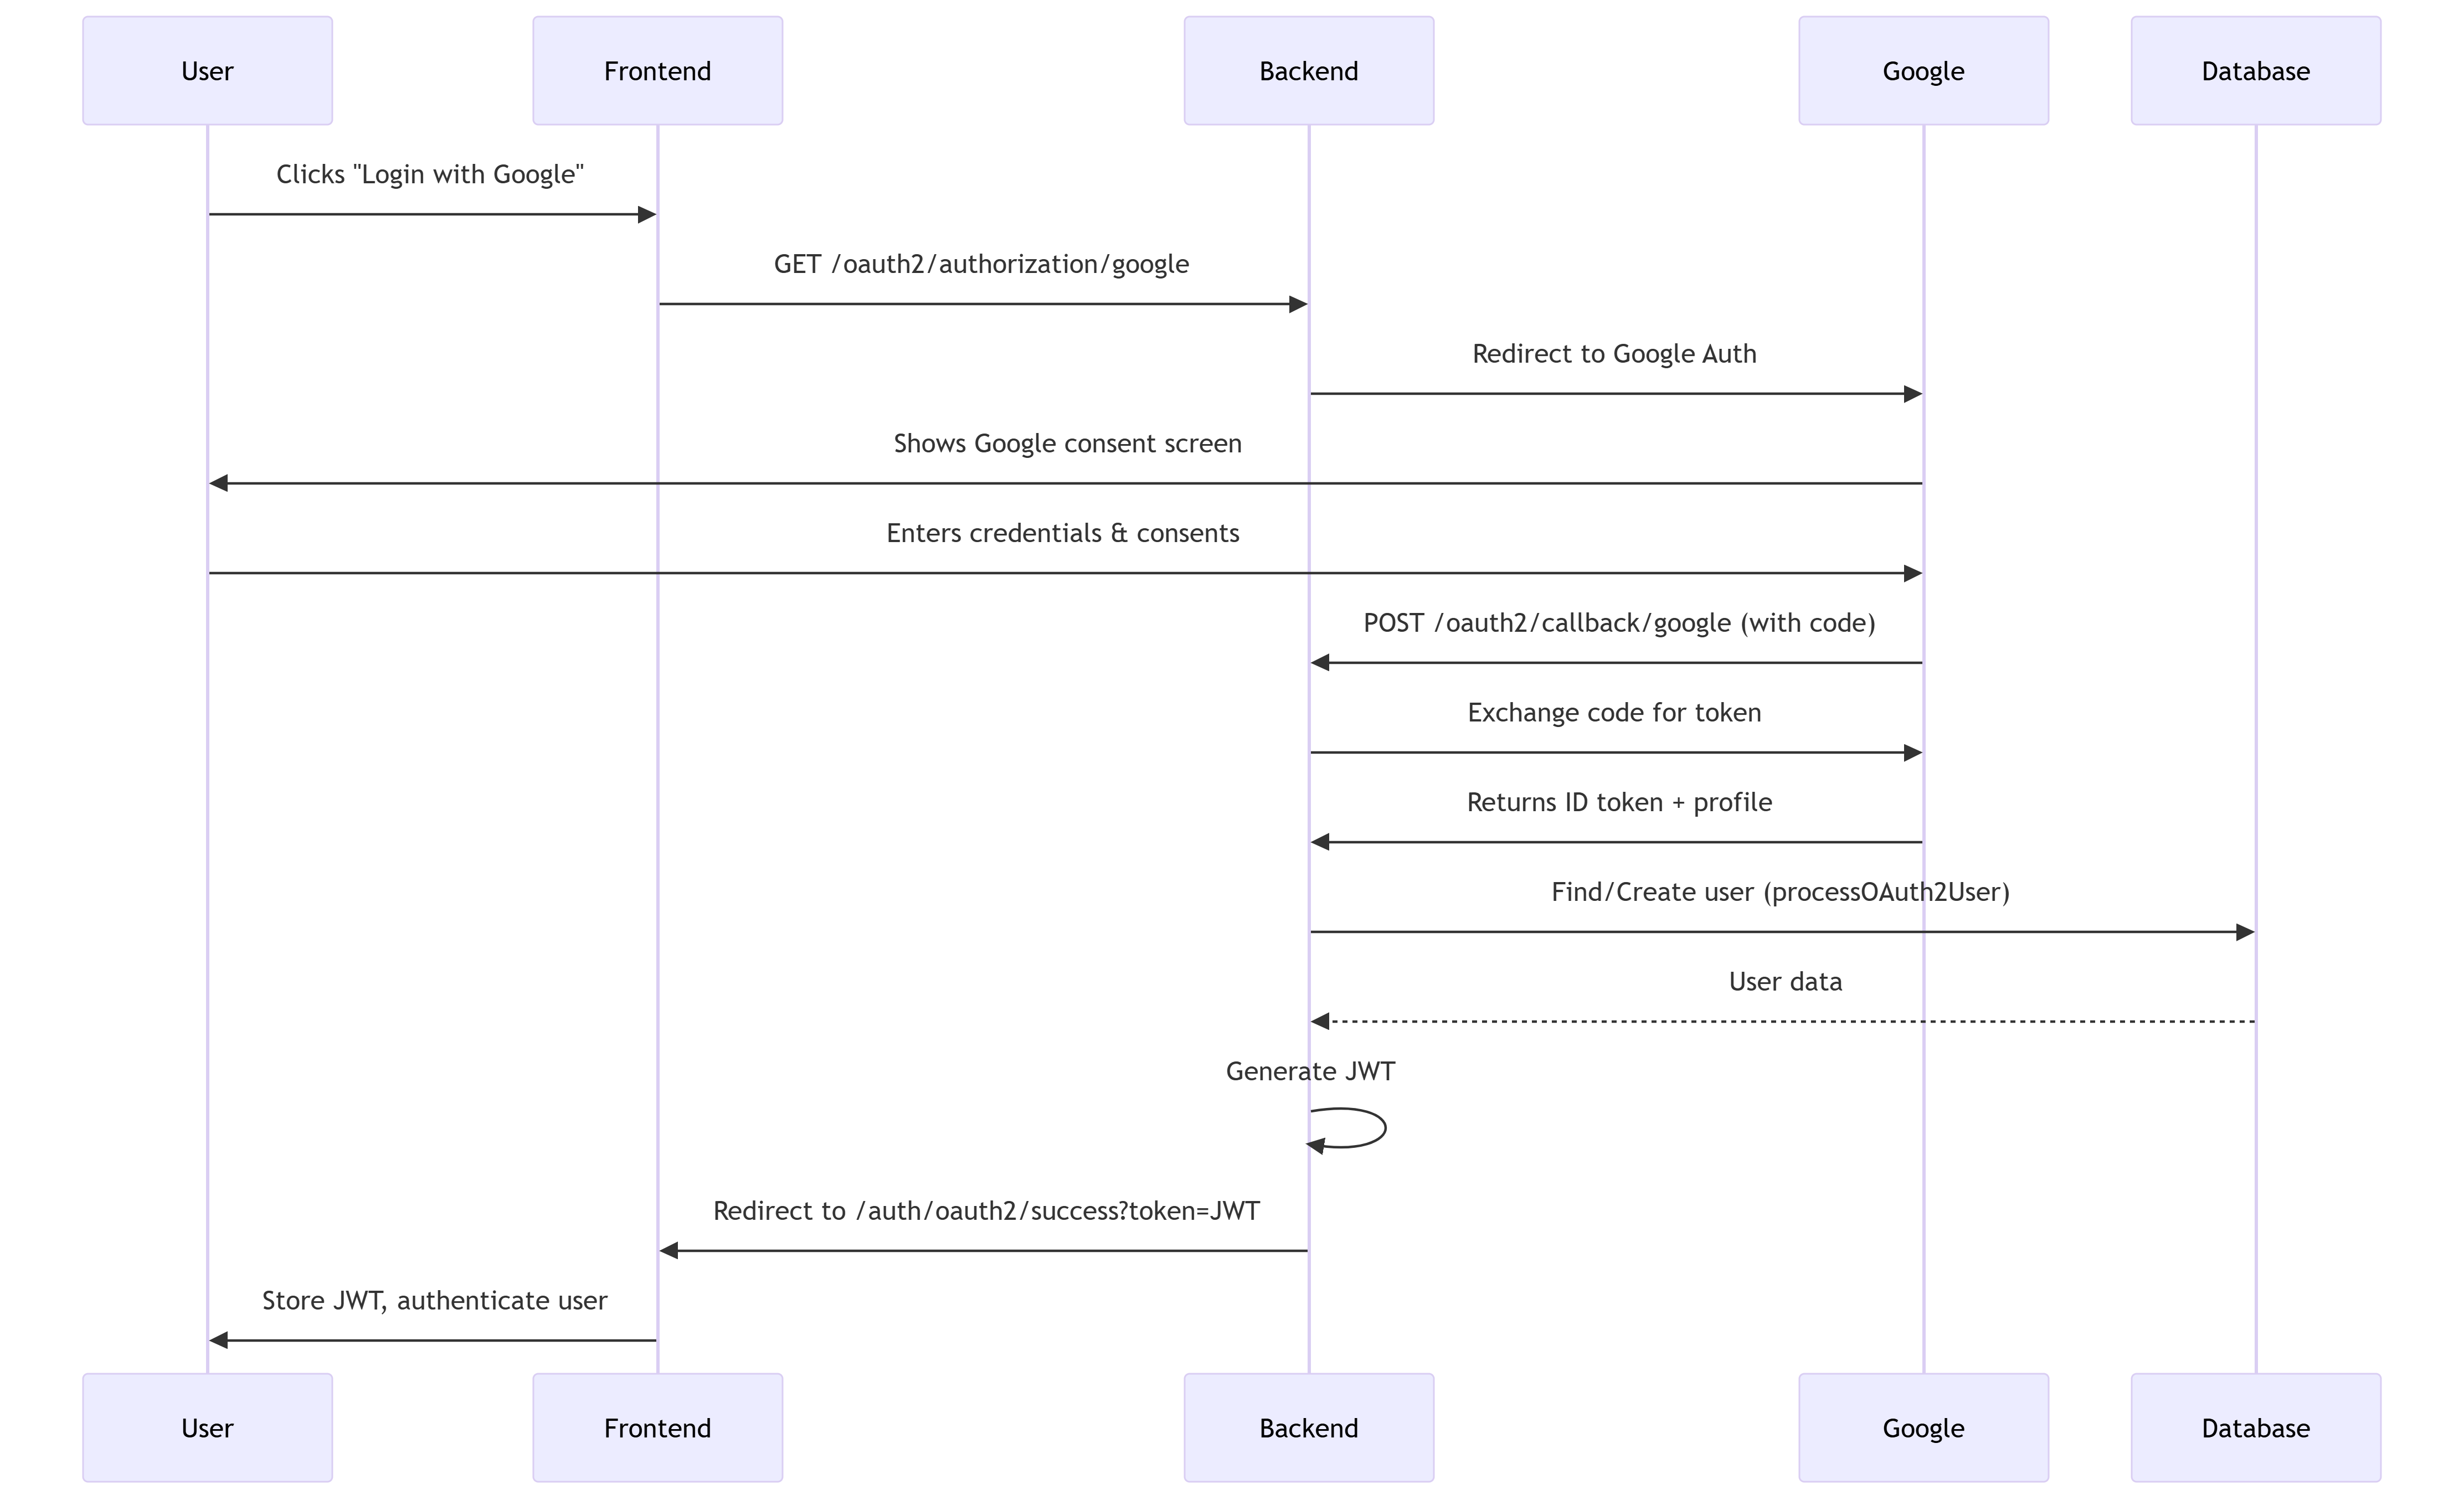 User
Frontend
Backend
Google
Database
Clicks "Login with Google"
GET /oauth2/authorization/google
Redirect to Google Auth
Shows Google consent screen
Enters credentials & consents
POST /oauth2/callback/google (with code)
Exchange code for token
Returns ID token + profile
Find/Create user (processOAuth2User)
User data
Generate JWT
Redirect to /auth/oauth2/success?token=JWT
Store JWT, authenticate user
User
Frontend
Backend
Google
Database